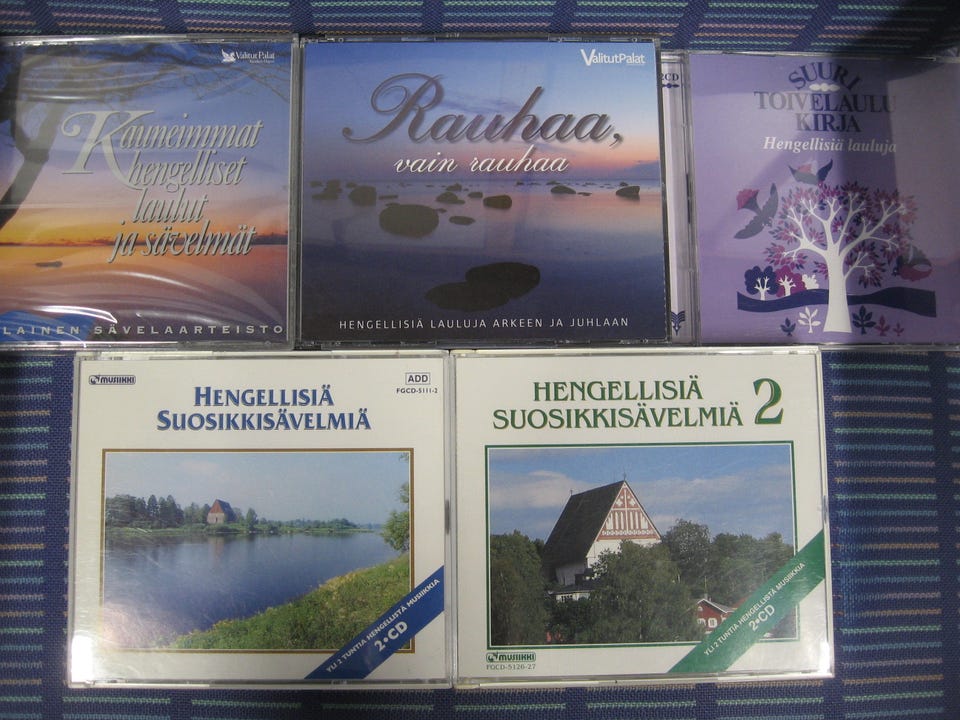 ValitutPalat
Kauneimmat
hengelliset
laulut
ja sävelmät
LAINEN SÄVELAARTEISTO
ValitutPalat
Rauhaa,
vain rauhaa
HENGELLISIÄ LAULUJA ARKEEN JA JUHLAAN
2CD
SUURI
TOIVELAULU
KIRJA
Hengellisiä lauluja
MUSIIKKI
ADD
FGCD-5111-2
HENGELLISIÄ
SUOSIKKISÄVELMIÄ
YLI 2 TUNTIA HENGELLISTÄ MUSIIKKIA
2•CD
HENGELLISIÄ
SUOSIKKISÄVELMIÄ 2
YLI 2 TUNTIA HENGELLISTÄ MUSIIKKIA
2•CD
MUSIIKKI
FGCD-5126-27